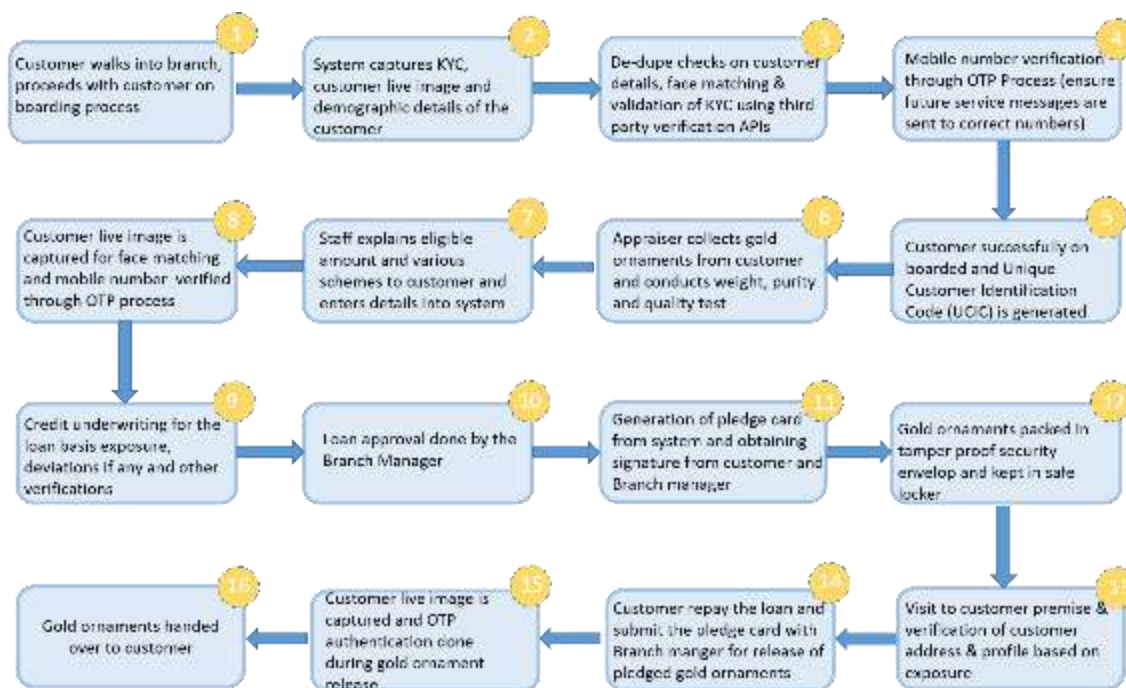 1
Customer walks into branch,
proceeds with customer on
boarding process
2
System captures KYC,
customer live image and
demographic details of the
customer
3
De-dupe checks on customer
details, face matching &
validation of KYC using third
party verification APIs
4
Mobile number verification
through OTP Process (ensure
future service messages are
sent to correct numbers)
5
Customer successfully on
boarded and Unique
Customer Identification
Code (UCIC) is generated
6
Appraiser collects gold
ornaments from customer
and conducts weight, purity
and quality test
7
Staff explains eligible
amount and various
schemes to customer and
enters details into system
8
Customer live image is
captured for face matching
and mobile number verified
through OTP process
9
Credit underwriting for the
loan basis exposure,
deviations if any and other
verifications
10
Loan approval done by the
Branch Manager
11
Generation of pledge card
from system and obtaining
signature from customer and
Branch manager
12
Gold ornaments packed in
tamper proof security
envelop and kept in safe
locker
13
Visit to customer premise &
verification of customer
address & profile based on
exposure
14
Customer repay the loan and
submit the pledge card with
Branch manger for release of
pledged gold ornaments
15
Customer live image is
captured and OTP
authentication done
during gold ornament
release
16
Gold ornaments handed
over to customer